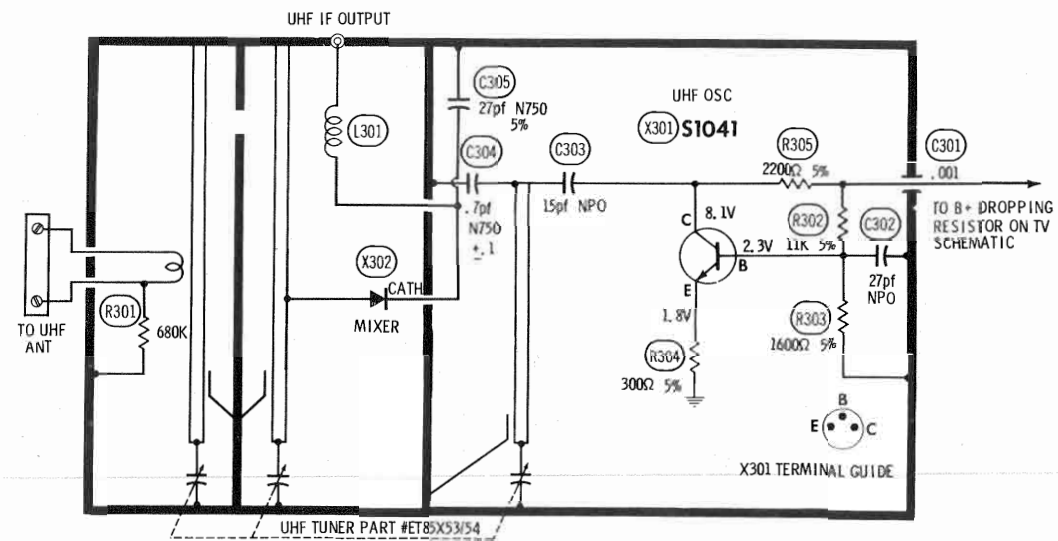 UHF IF OUTPUT
C305
27pf N750
5%
UHF OSC
X301 S1041
L301
C304
C303
R305
2200Ω 5%
C301
.001
.7pf
N750
±.1
15pf NPO
TO B+ DROPPING
RESISTOR ON TV
SCHEMATIC
C
8.1V
R302
11K 5%
C302
2.3V
B
27pf
NPO
X302
CATH
MIXER
E
1.8V
R301
680K
TO UHF
ANT
R303
1600Ω 5%
R304
300Ω 5%
B
E
C
X301 TERMINAL GUIDE
UHF TUNER PART #ET85X53/54